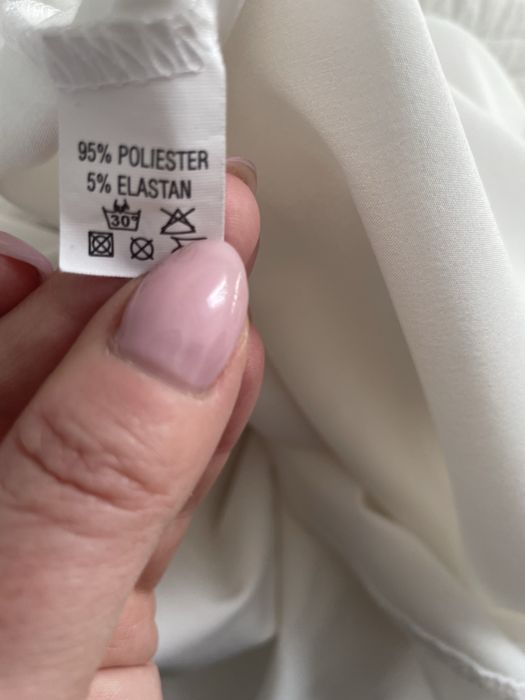 95% POLIESTER
5% ELASTAN
30°